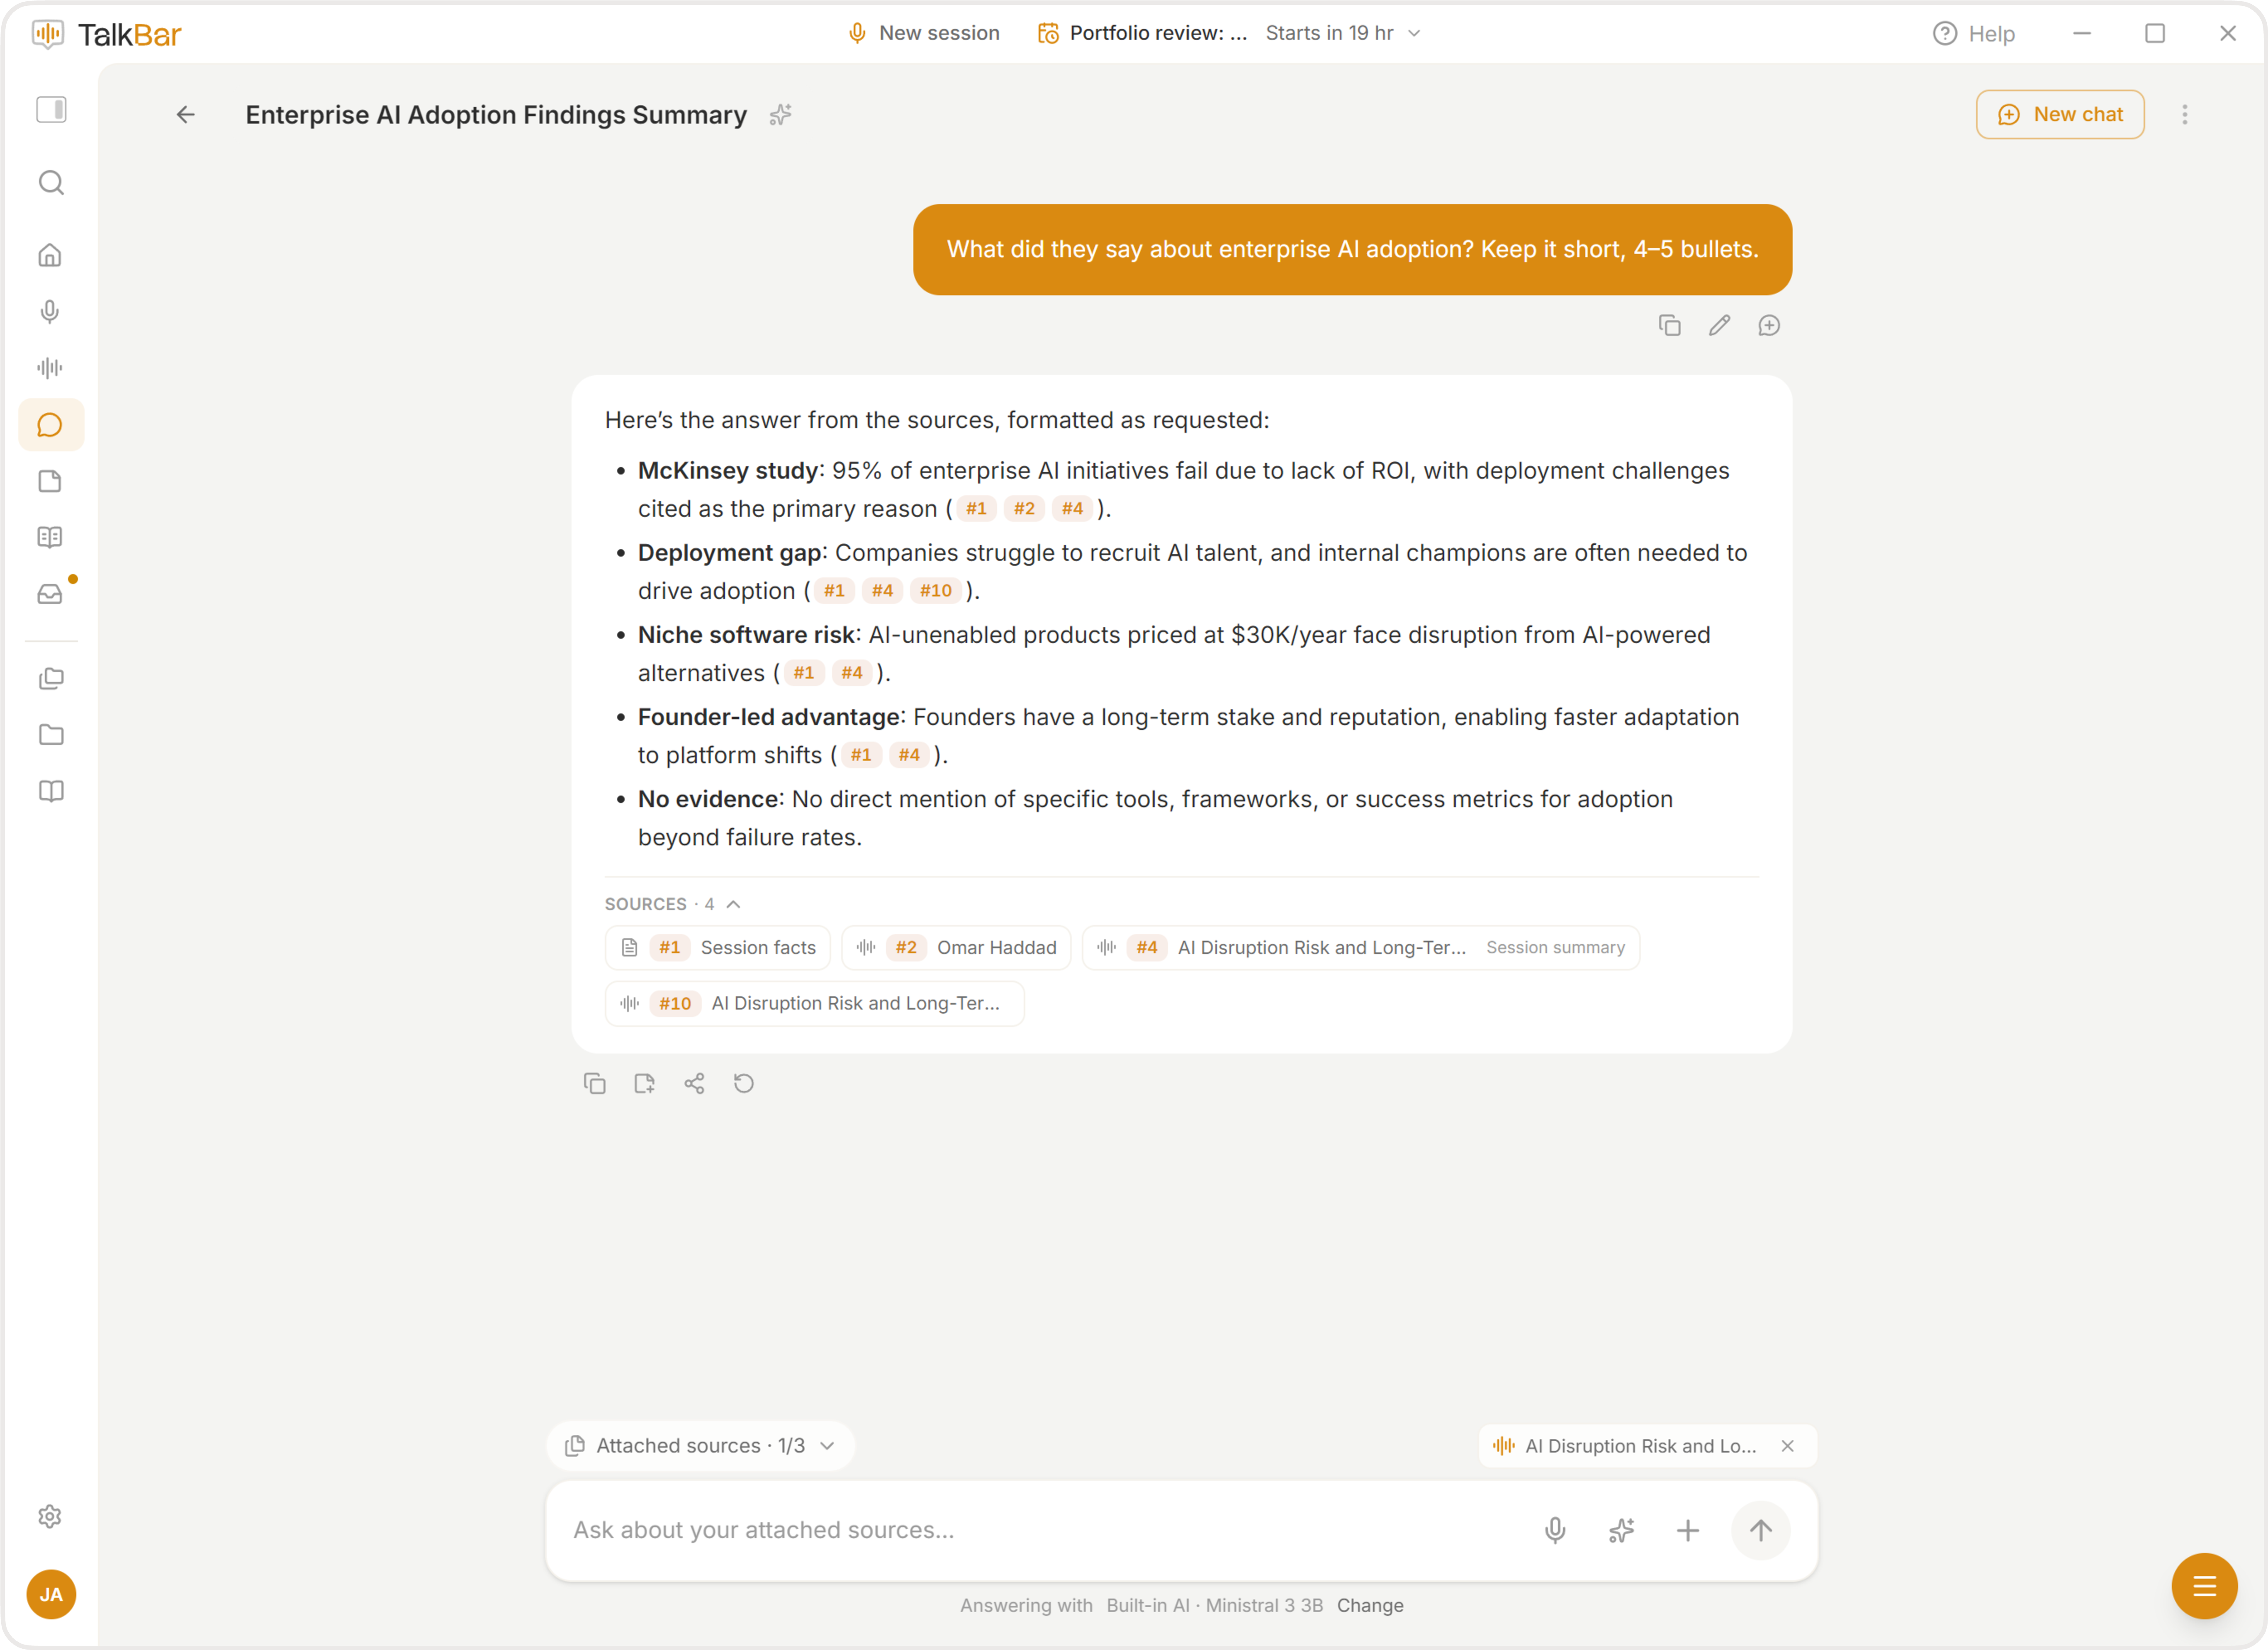 TalkBar
New session
Portfolio review: ...
Starts in 19 hr
Help
Enterprise AI Adoption Findings Summary
New chat
What did they say about enterprise AI adoption? Keep it short, 4–5 bullets.
Here’s the answer from the sources, formatted as requested:
• McKinsey study: 95% of enterprise AI initiatives fail due to lack of ROI, with deployment challenges
cited as the primary reason ( #1 #2 #4 ).
• Deployment gap: Companies struggle to recruit AI talent, and internal champions are often needed to
drive adoption ( #1 #4 #10 ).
• Niche software risk: AI-unenabled products priced at $30K/year face disruption from AI-powered
alternatives ( #1 #4 ).
• Founder-led advantage: Founders have a long-term stake and reputation, enabling faster adaptation
to platform shifts ( #1 #4 ).
• No evidence: No direct mention of specific tools, frameworks, or success metrics for adoption
beyond failure rates.
SOURCES · 4
#1 Session facts
#2 Omar Haddad
#4 AI Disruption Risk and Long-Ter... Session summary
#10 AI Disruption Risk and Long-Ter...
Attached sources · 1/3
AI Disruption Risk and Lo...
Ask about your attached sources...
JA
Answering with Built-in AI · Ministral 3 3B Change